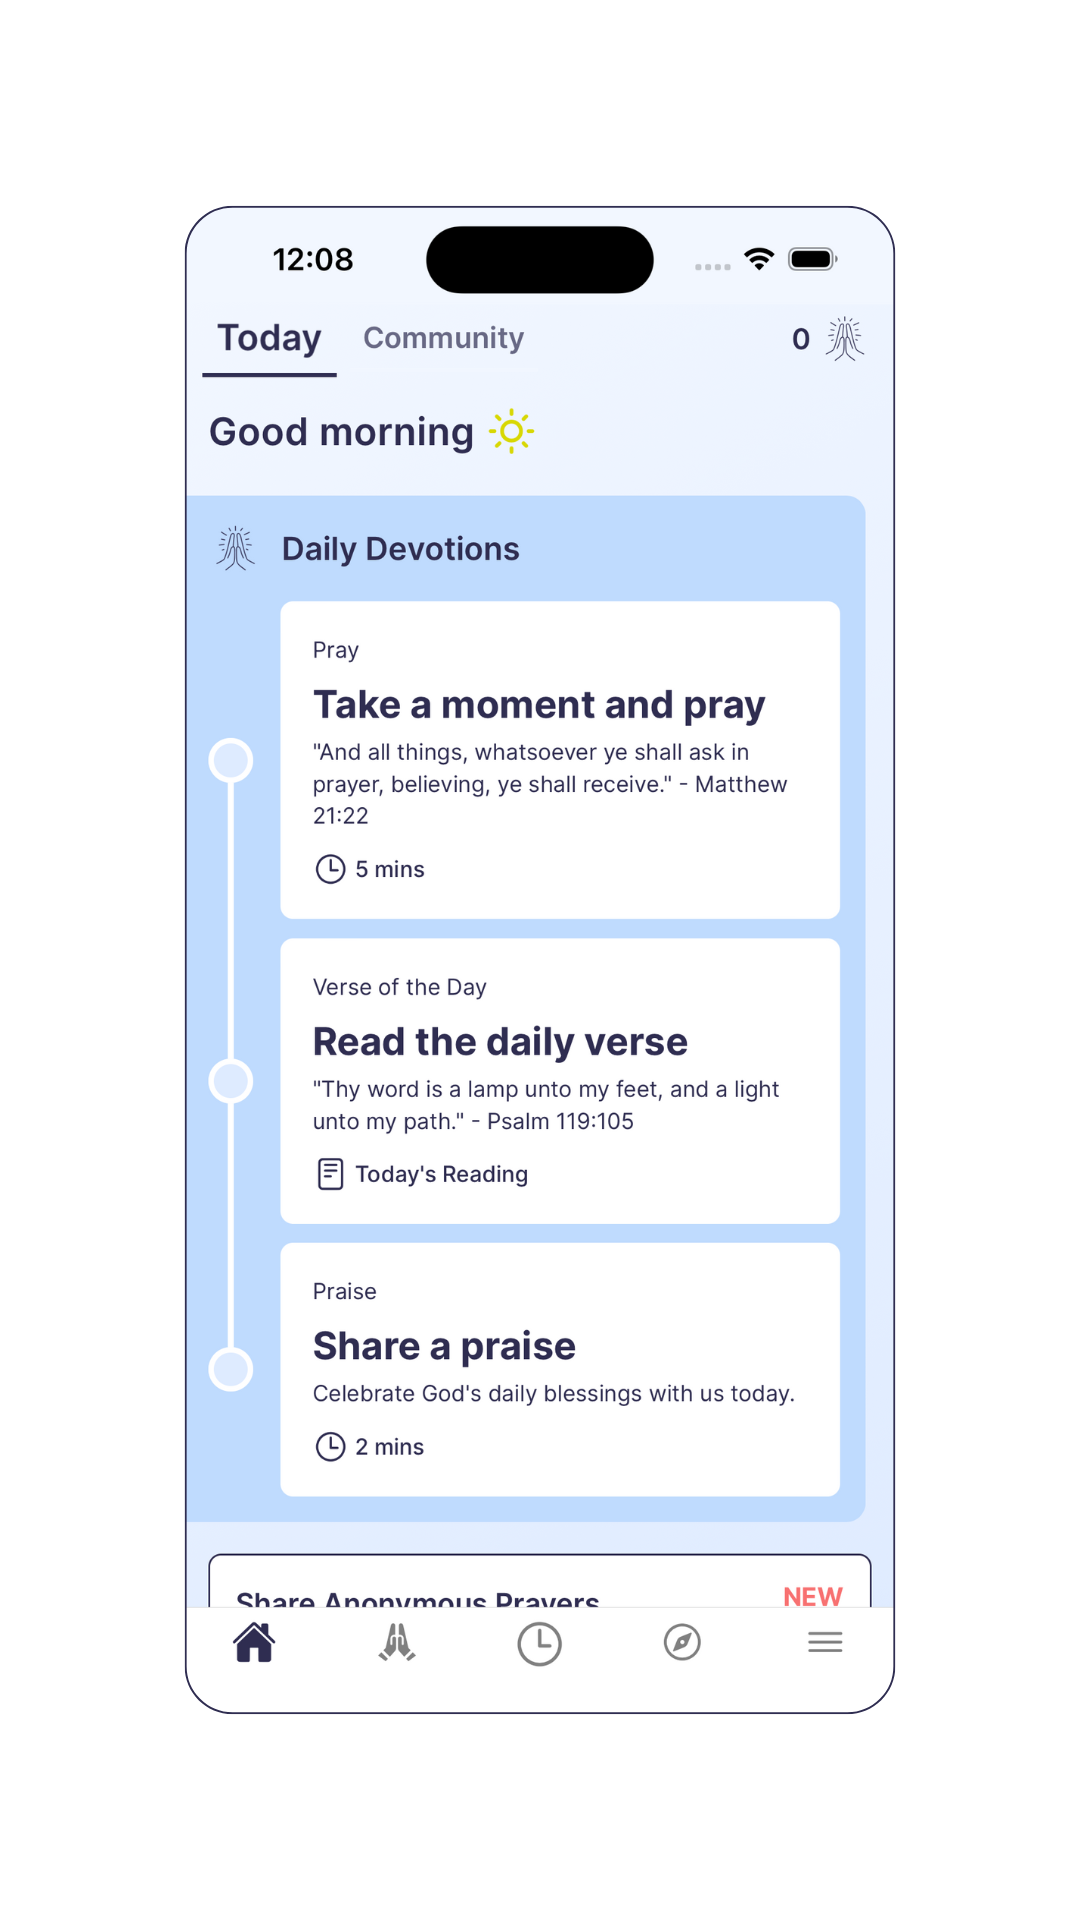 12:08
Today Community 0
Good morning
Daily Devotions
Pray
Take a moment and pray
"And all things, whatsoever ye shall ask in
prayer, believing, ye shall receive." - Matthew
21:22
5 mins
Verse of the Day
Read the daily verse
"Thy word is a lamp unto my feet, and a light
unto my path." - Psalm 119:105
Today's Reading
Praise
Share a praise
Celebrate God's daily blessings with us today.
2 mins
Share Anonymous Prayers NEW